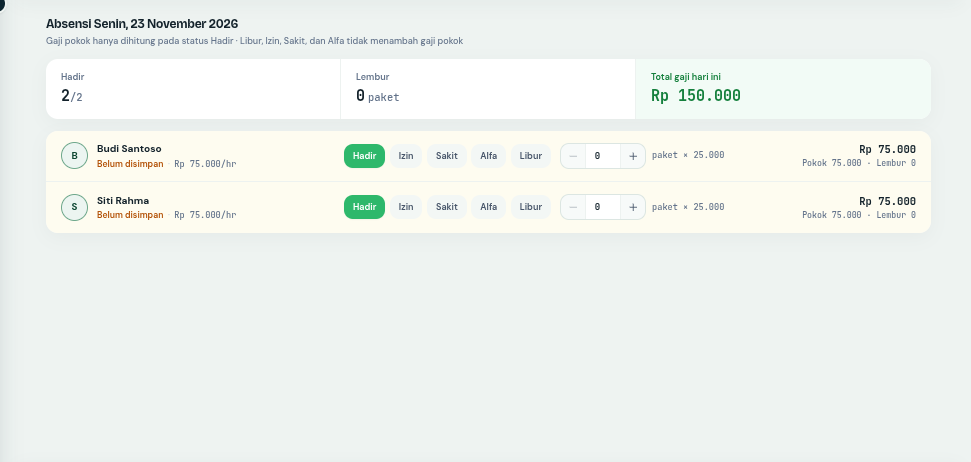 Absensi Senin, 23 November 2026
Gaji pokok hanya dihitung pada status Hadir · Libur, Izin, Sakit, dan Alfa tidak menambah gaji pokok
Hadir
2/2
Lembur
0 paket
Total gaji hari ini
Rp 150.000
B
Budi Santoso
Belum disimpan · Rp 75.000/hr
Hadir Izin Sakit Alfa Libur − 0 + paket × 25.000
Rp 75.000
Pokok 75.000 · Lembur 0
S
Siti Rahma
Belum disimpan · Rp 75.000/hr
Hadir Izin Sakit Alfa Libur − 0 + paket × 25.000
Rp 75.000
Pokok 75.000 · Lembur 0